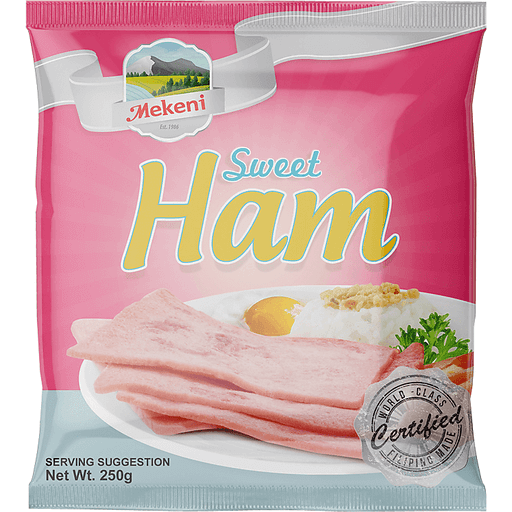 Mekeni
Est. 1986
Sweet
Ham
WORLD-CLASS
Certified
FILIPINO MADE
SERVING SUGGESTION
Net Wt. 250g